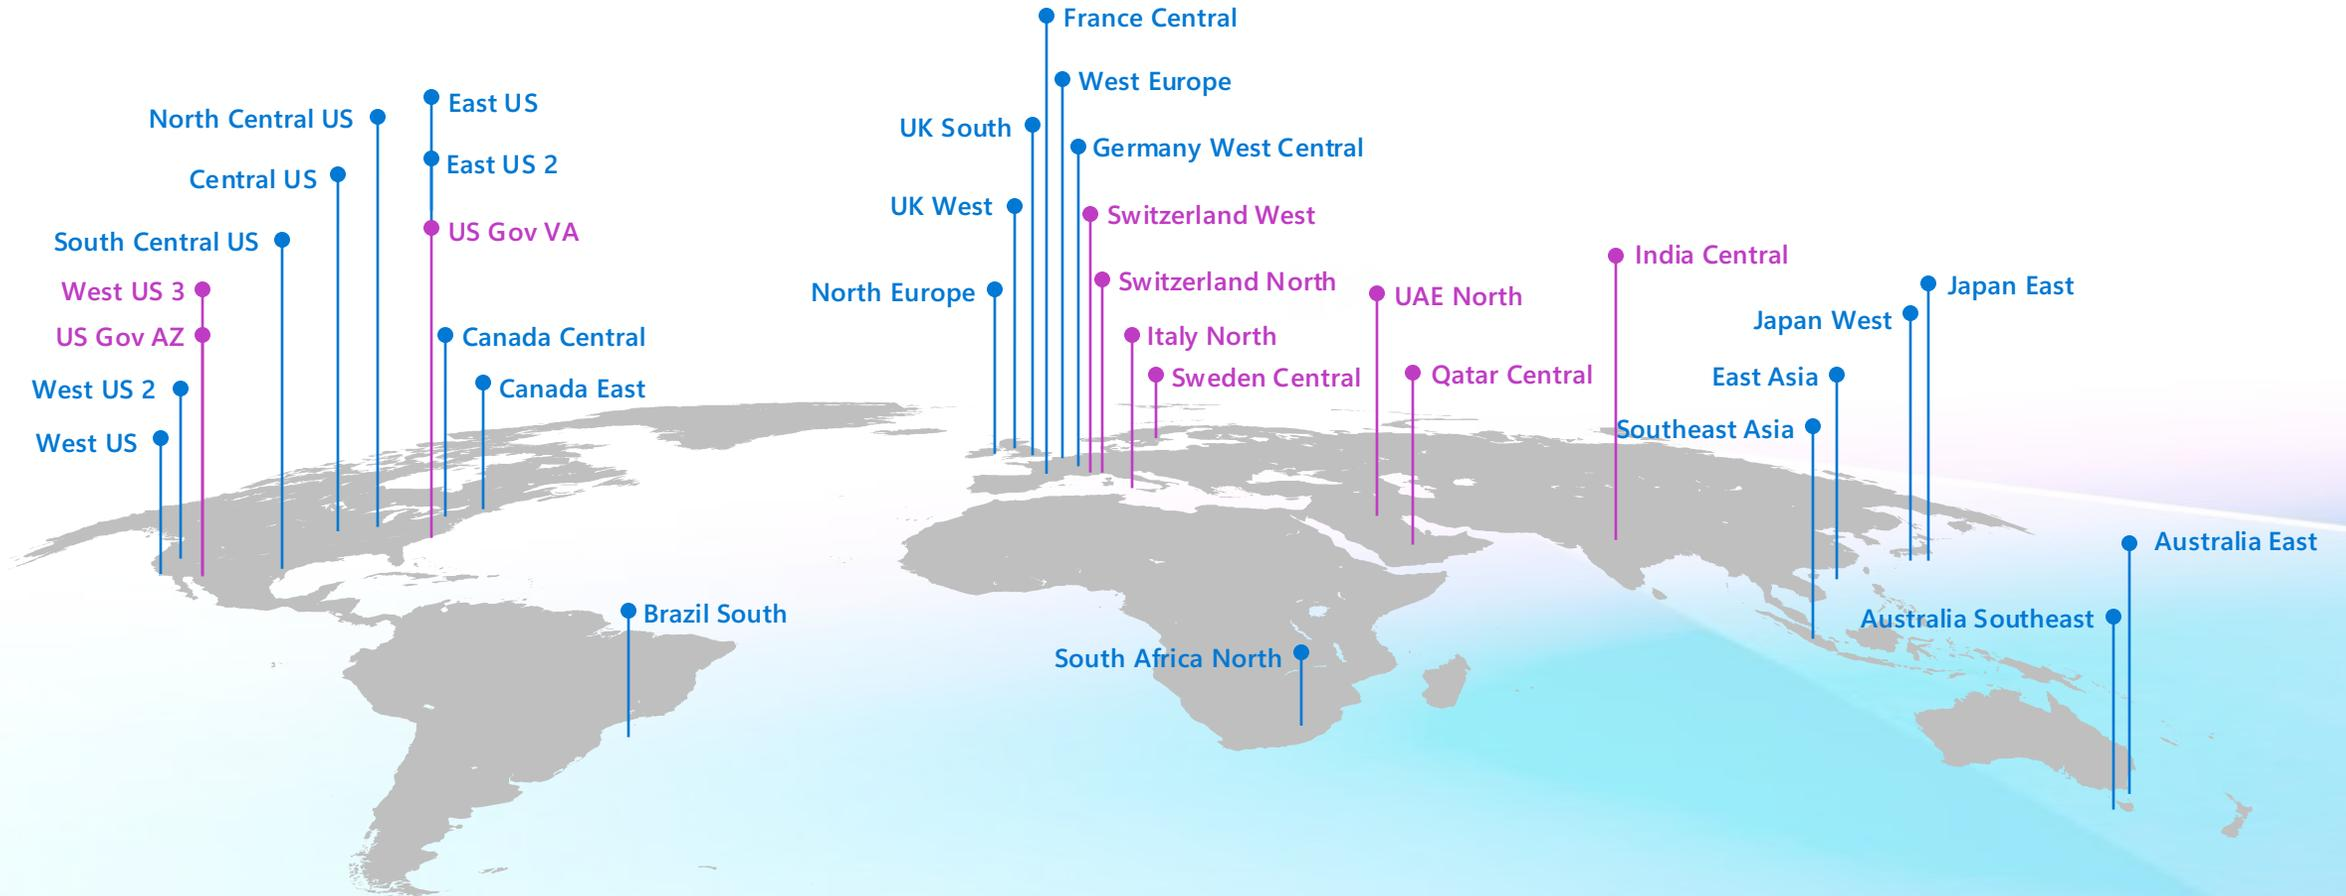 France Central
West Europe
East US
North Central US
UK South
Germany West Central
East US 2
Central US
UK West
Switzerland West
US Gov VA
South Central US
India Central
Switzerland North
Japan East
West US 3
North Europe
UAE North
Japan West
US Gov AZ
Canada Central
Italy North
Qatar Central
East Asia
Sweden Central
West US 2
Canada East
Southeast Asia
West US
Australia East
Brazil South
Australia Southeast
South Africa North